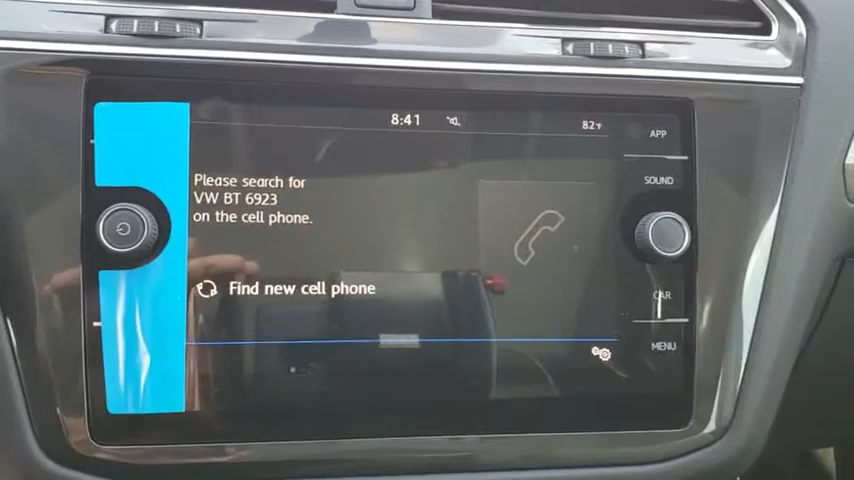 8:41
82°F
APP
Please search for
VW BT 6923
on the cell phone.
SOUND
Find new cell phone
CAR
MENU